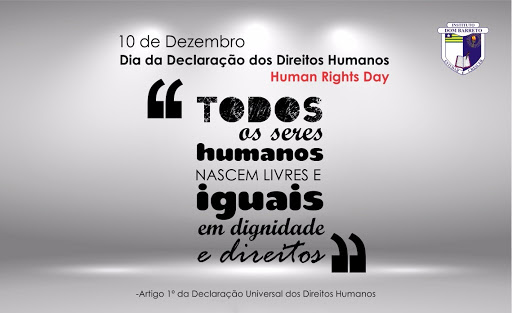 10 de Dezembro
Dia da Declaração dos Direitos Humanos
Human Rights Day
INSTITUTO
DOM BARRETO
“TODOS
os seres
humanos
NASCEM LIVRES E
iguais
em dignidade
e direitos”
-Artigo 1º da Declaração Universal dos Direitos Humanos